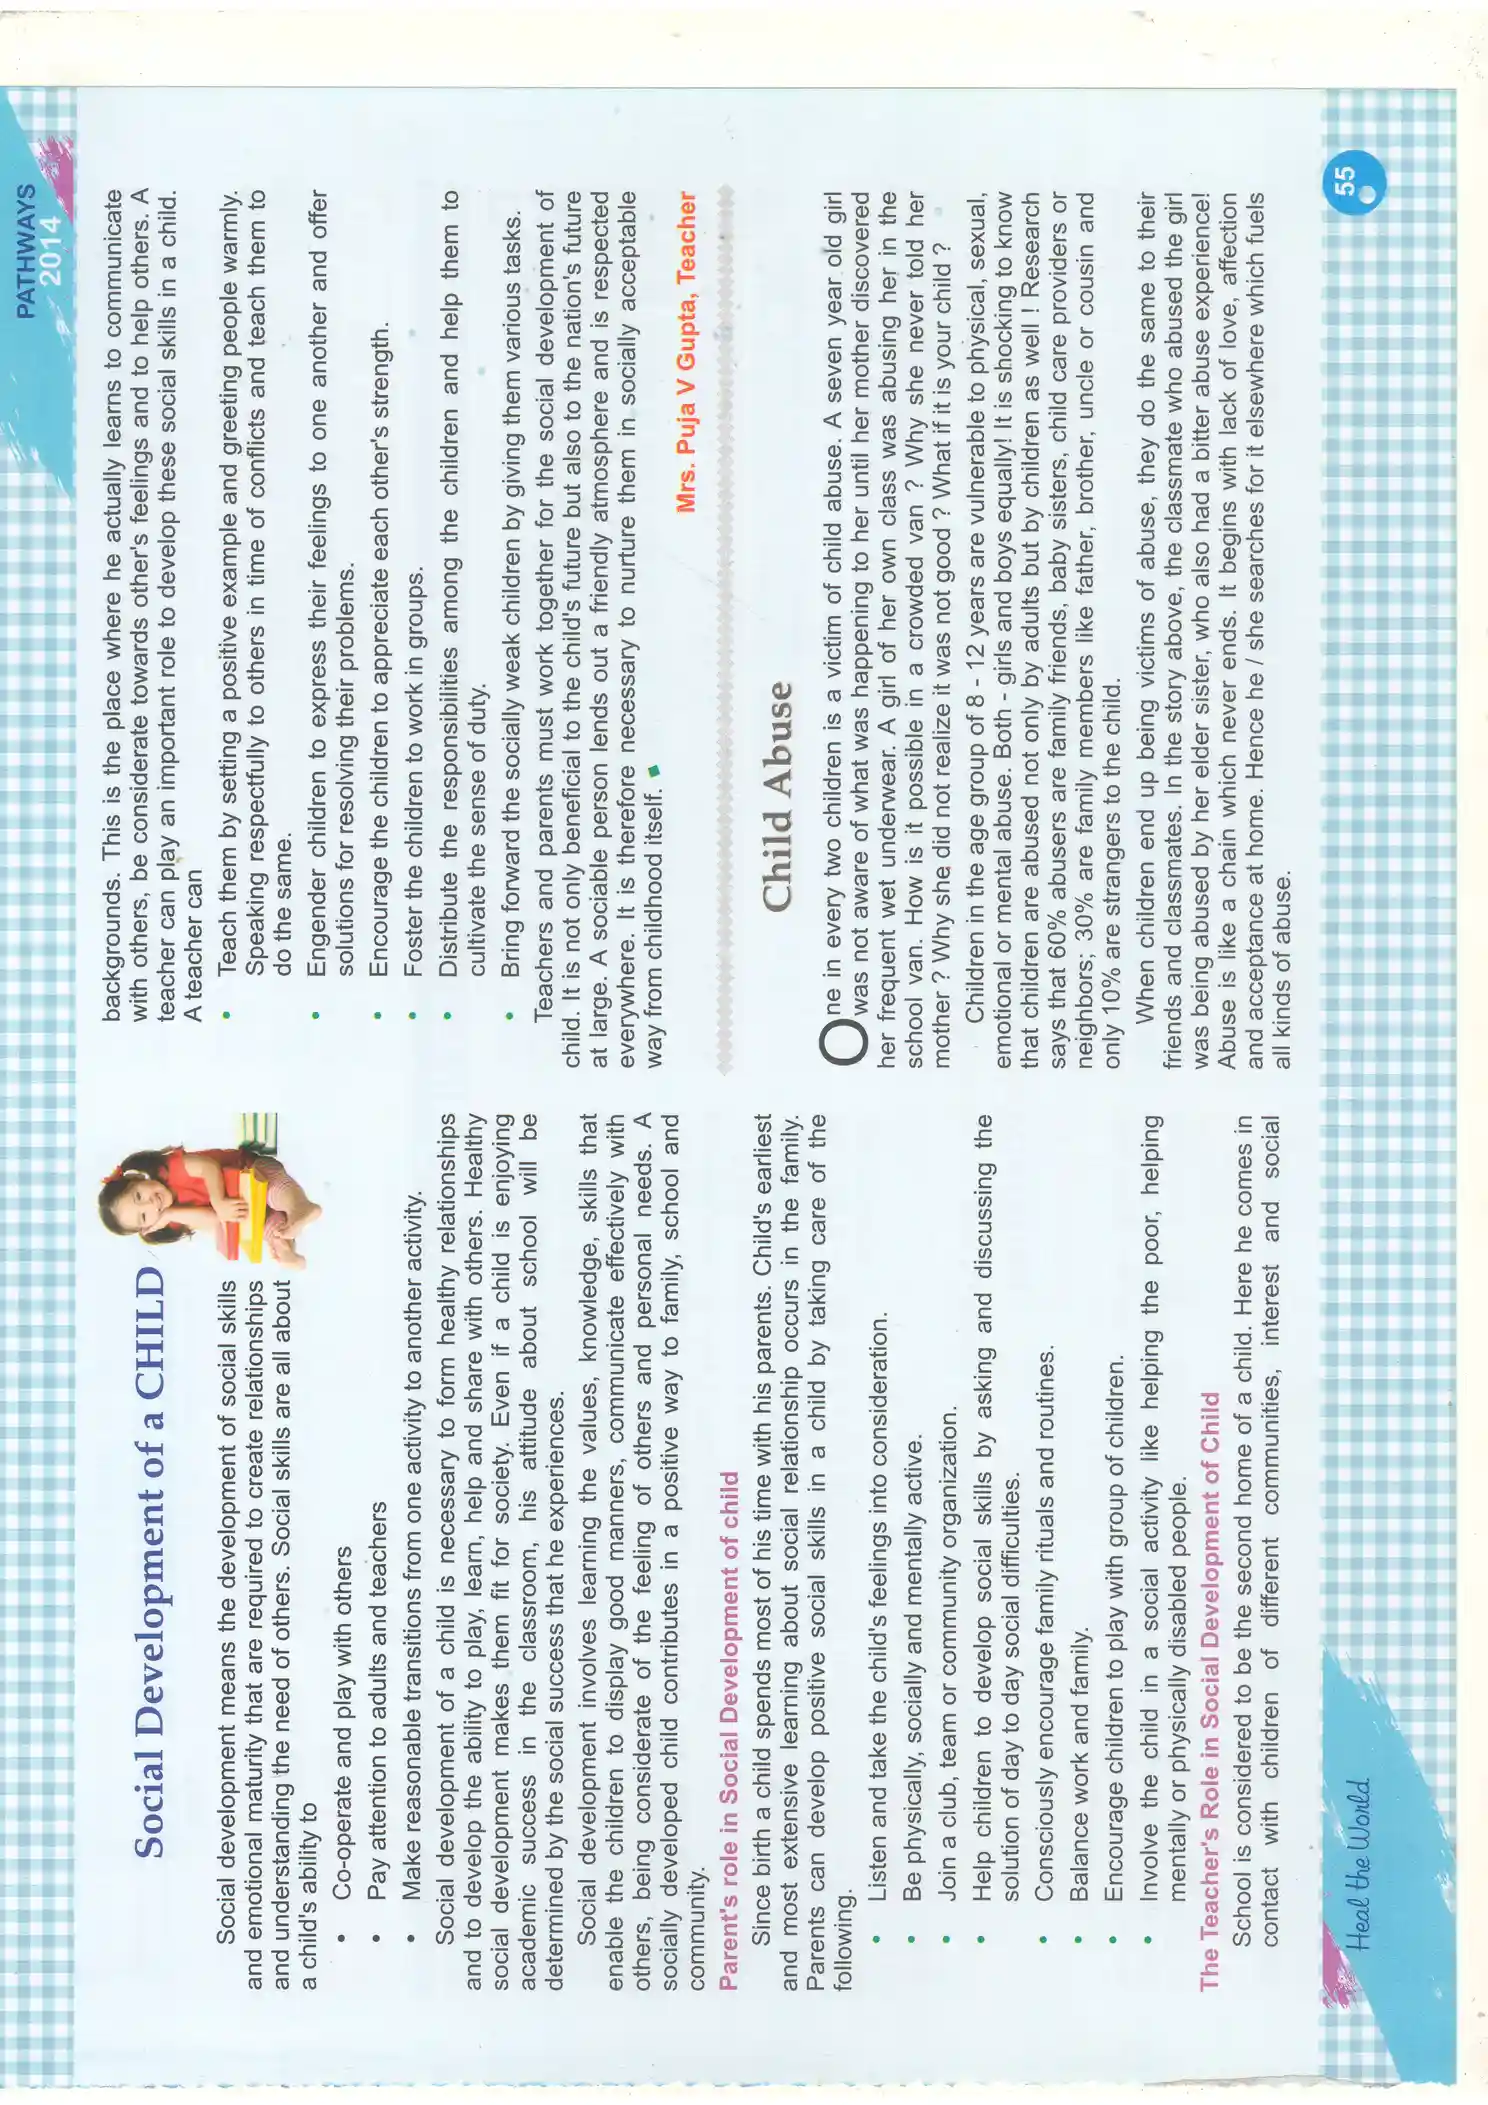 PATHWAYS
2014
Social Development of a CHILD
Social development means the development of social skills
and emotional maturity that are required to create relationships
and understanding the need of others. Social skills are all about
a child's ability to
• Co-operate and play with others
• Pay attention to adults and teachers
• Make reasonable transitions from one activity to another activity.
Social development of a child is necessary to form healthy relationships
and to develop the ability to play, learn, help and share with others. Healthy
social development makes them fit for society. Even if a child is enjoying
academic success in the classroom, his attitude about school will be
determined by the social success that he experiences.
Social development involves learning the values, knowledge, skills that
enable the children to display good manners, communicate effectively with
others, being considerate of the feeling of others and personal needs. A
socially developed child contributes in a positive way to family, school and
community.
Parent's role in Social Development of child
Since birth a child spends most of his time with his parents. Child's earliest
and most extensive learning about social relationship occurs in the family.
Parents can develop positive social skills in a child by taking care of the
following.
• Listen and take the child's feelings into consideration.
• Be physically, socially and mentally active.
• Join a club, team or community organization.
• Help children to develop social skills by asking and discussing the
solution of day to day social difficulties.
• Consciously encourage family rituals and routines.
• Balance work and family.
• Encourage children to play with group of children.
• Involve the child in a social activity like helping the poor, helping
mentally or physically disabled people.
The Teacher's Role in Social Development of Child
School is considered to be the second home of a child. Here he comes in
contact with children of different communities, interest and social
backgrounds. This is the place where he actually learns to communicate
with others, be considerate towards other's feelings and to help others. A
teacher can play an important role to develop these social skills in a child.
A teacher can
• Teach them by setting a positive example and greeting people warmly.
Speaking respectfully to others in time of conflicts and teach them to
do the same.
• Engender children to express their feelings to one another and offer
solutions for resolving their problems.
• Encourage the children to appreciate each other's strength.
• Foster the children to work in groups.
• Distribute the responsibilities among the children and help them to
cultivate the sense of duty.
• Bring forward the socially weak children by giving them various tasks.
Teachers and parents must work together for the social development of
child. It is not only beneficial to the child's future but also to the nation's future
at large. A sociable person lends out a friendly atmosphere and is respected
everywhere. It is therefore necessary to nurture them in socially acceptable
way from childhood itself.
Mrs. Puja V Gupta, Teacher
Child Abuse
One in every two children is a victim of child abuse. A seven year old girl
was not aware of what was happening to her until her mother discovered
her frequent wet underwear. A girl of her own class was abusing her in the
school van. How is it possible in a crowded van ? Why she never told her
mother ? Why she did not realize it was not good ? What if it is your child ?
Children in the age group of 8 - 12 years are vulnerable to physical, sexual,
emotional or mental abuse. Both - girls and boys equally! It is shocking to know
that children are abused not only by adults but by children as well ! Research
says that 60% abusers are family friends, baby sisters, child care providers or
neighbors; 30% are family members like father, brother, uncle or cousin and
only 10% are strangers to the child.
When children end up being victims of abuse, they do the same to their
friends and classmates. In the story above, the classmate who abused the girl
was being abused by her elder sister, who also had a bitter abuse experience!
Abuse is like a chain which never ends. It begins with lack of love, affection
and acceptance at home. Hence he / she searches for it elsewhere which fuels
all kinds of abuse.
Heal the World
55